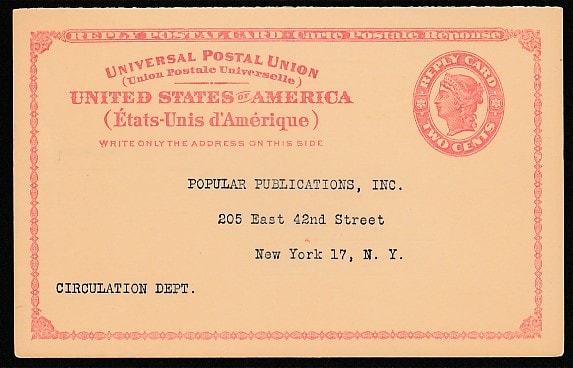 REPLY POSTAL CARD - Carte Postale Réponse
UNIVERSAL POSTAL UNION
(Union Postale Universelle)
UNITED STATES OF AMERICA
(États-Unis d'Amérique)
WRITE ONLY THE ADDRESS ON THIS SIDE
REPLY CARD
TWO CENTS
POPULAR PUBLICATIONS, INC.
205 East 42nd Street
New York 17, N. Y.
CIRCULATION DEPT.